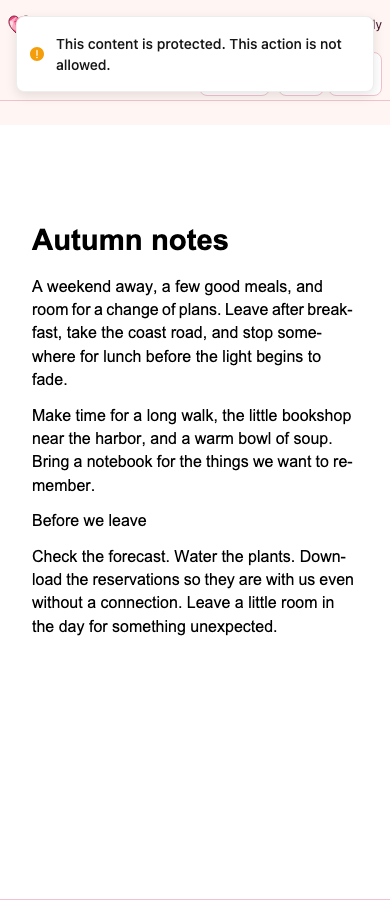 This content is protected. This action is not
allowed.
ly
Autumn notes
A weekend away, a few good meals, and
room for a change of plans. Leave after break-
fast, take the coast road, and stop some-
where for lunch before the light begins to
fade.
Make time for a long walk, the little bookshop
near the harbor, and a warm bowl of soup.
Bring a notebook for the things we want to re-
member.
Before we leave
Check the forecast. Water the plants. Down-
load the reservations so they are with us even
without a connection. Leave a little room in
the day for something unexpected.